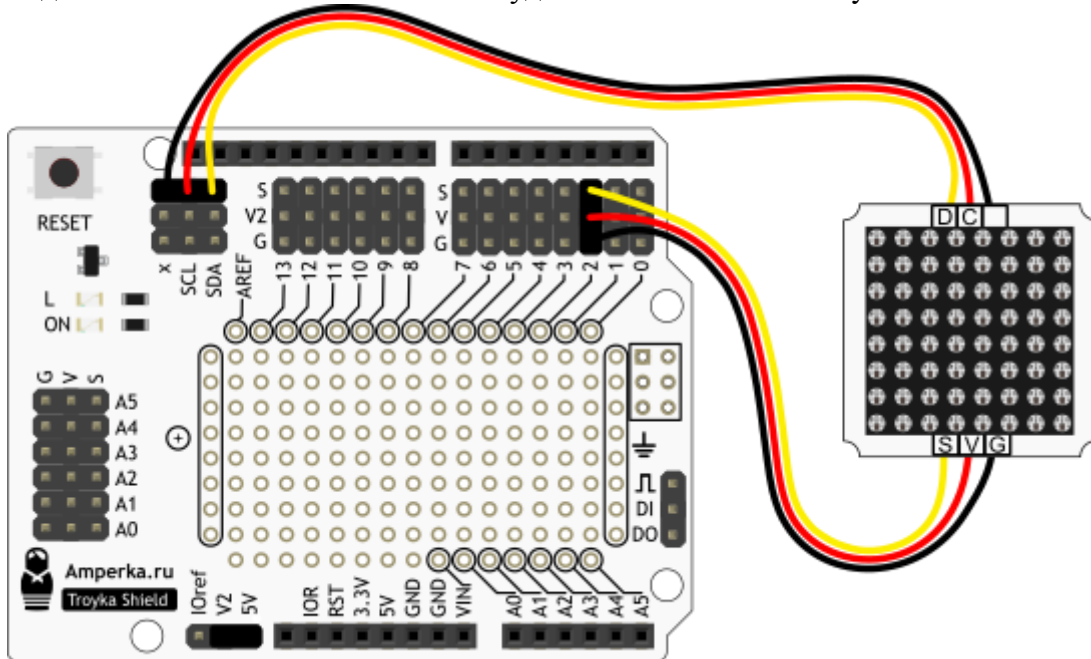 RESET
L
ON
x
SCL
SDA
S
V2
G
S
V
G
AREF
13
12
11
10
9
8
7
6
5
4
3
2
1
0
D C
S V G
G
V
S
A5
A4
A3
A2
A1
A0
DI
DO
Amperka.ru
Troyka Shield
IOref
V2
5V
IOR
RST
3.3V
5V
GND
GND
VIN
A0
A1
A2
A3
A4
A5